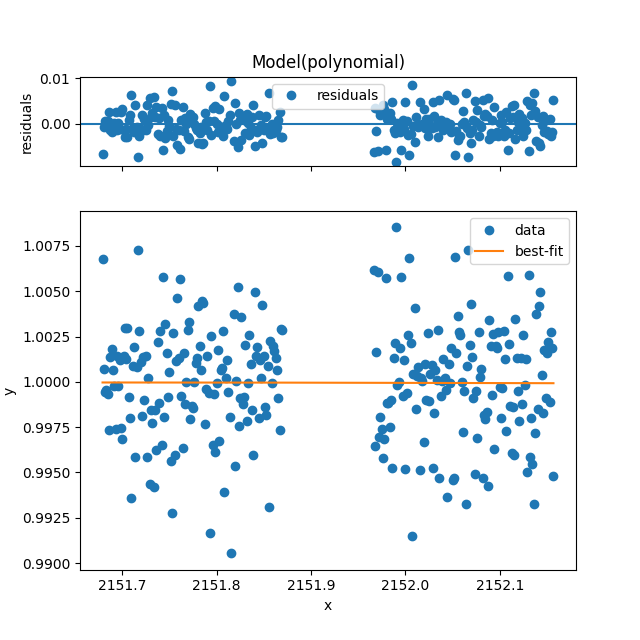 Model(polynomial)
0.01
0.00
residuals
residuals
1.0075
1.0050
1.0025
1.0000
0.9975
0.9950
0.9925
0.9900
y
data
best-fit
2151.7 2151.8 2151.9 2152.0 2152.1
x